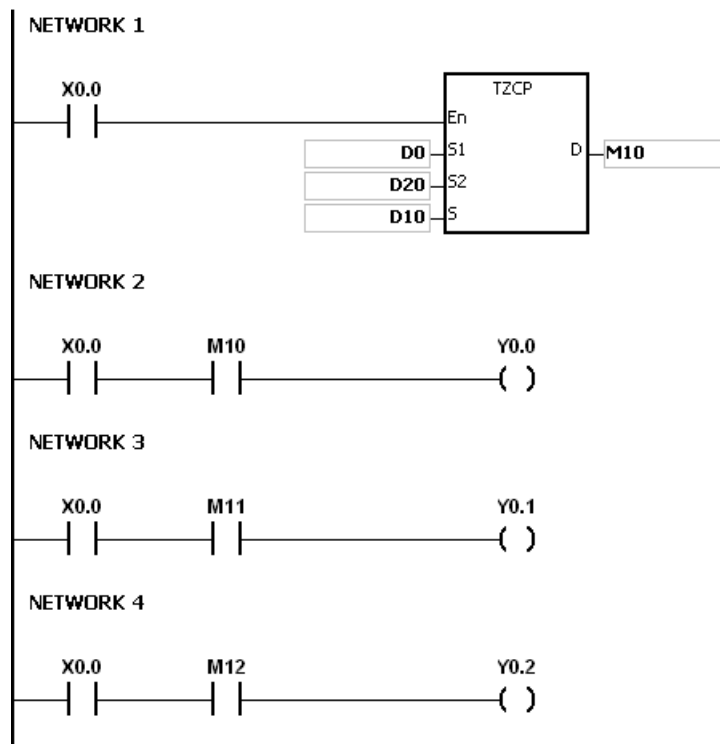 NETWORK 1
X0.0
TZCP
En
D0 S1 D M10
D20 S2
D10 S
NETWORK 2
X0.0 M10 Y0.0
NETWORK 3
X0.0 M11 Y0.1
NETWORK 4
X0.0 M12 Y0.2